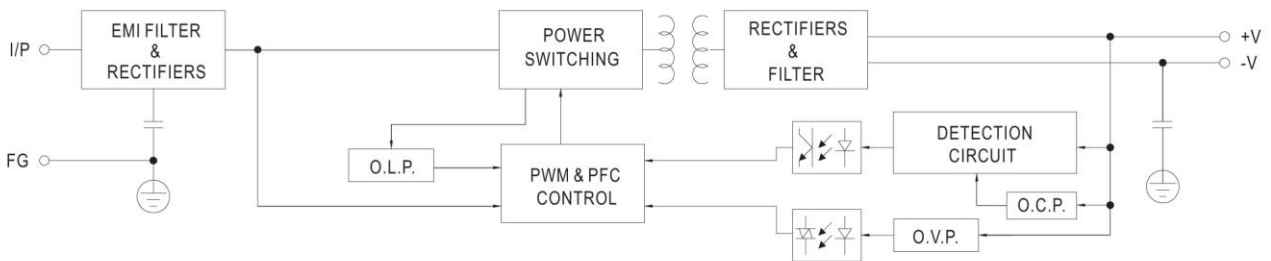 I/P
EMI FILTER
&
RECTIFIERS
POWER
SWITCHING
RECTIFIERS
&
FILTER
+V
-V
FG
O.L.P.
PWM & PFC
CONTROL
DETECTION
CIRCUIT
O.C.P.
O.V.P.